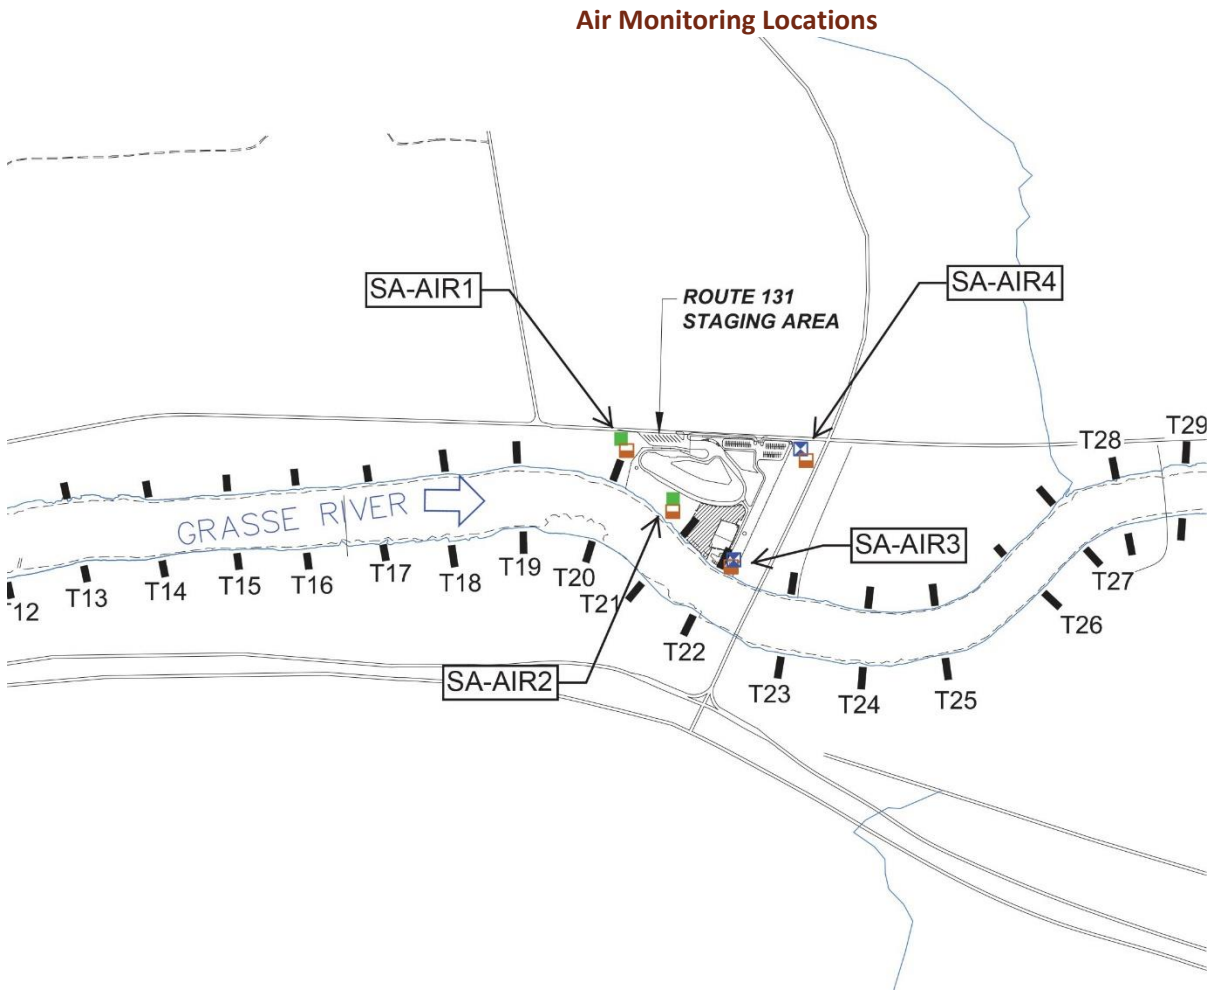 Air Monitoring Locations
SA-AIR1
SA-AIR4
ROUTE 131
STAGING AREA
T28
T29
GRASSE RIVER
SA-AIR3
T12
T13
T14
T15
T16
T17
T18
T19
T20
T21
T22
T23
T24
T25
T26
T27
SA-AIR2